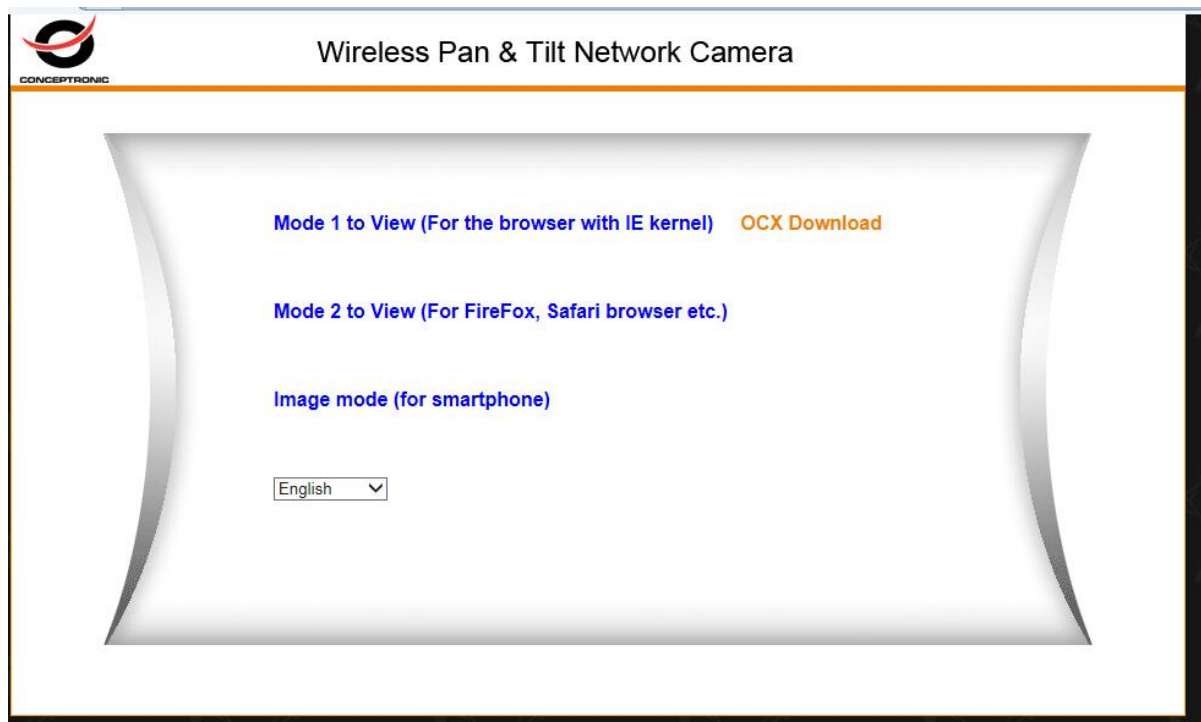 CONCEPTRONIC
Wireless Pan & Tilt Network Camera
Mode 1 to View (For the browser with IE kernel) OCX Download
Mode 2 to View (For FireFox, Safari browser etc.)
Image mode (for smartphone)
English